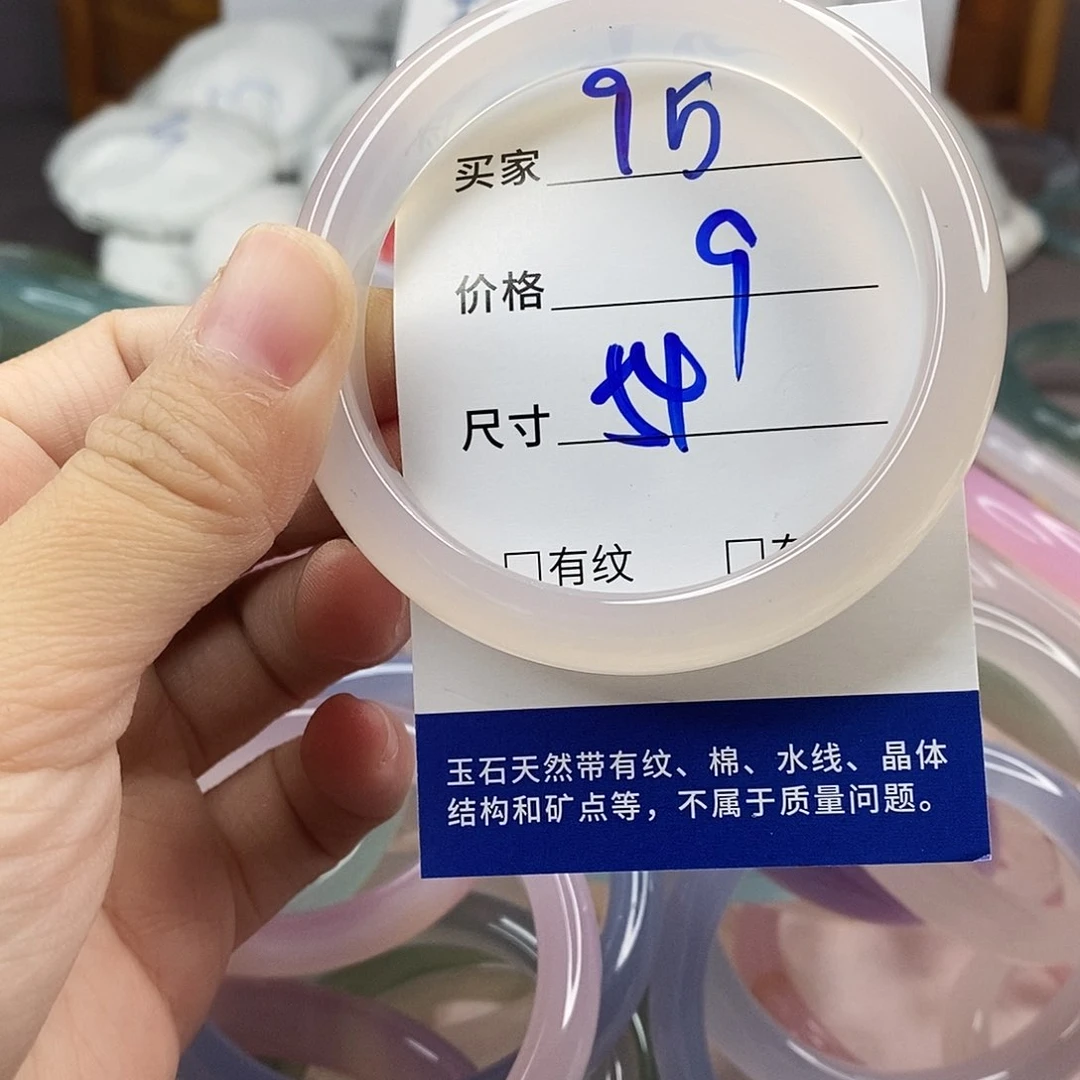 买家 95
价格 9
尺寸 54
□有纹 □
玉石天然带有纹、棉、水线、晶体
结构和矿点等，不属于质量问题。